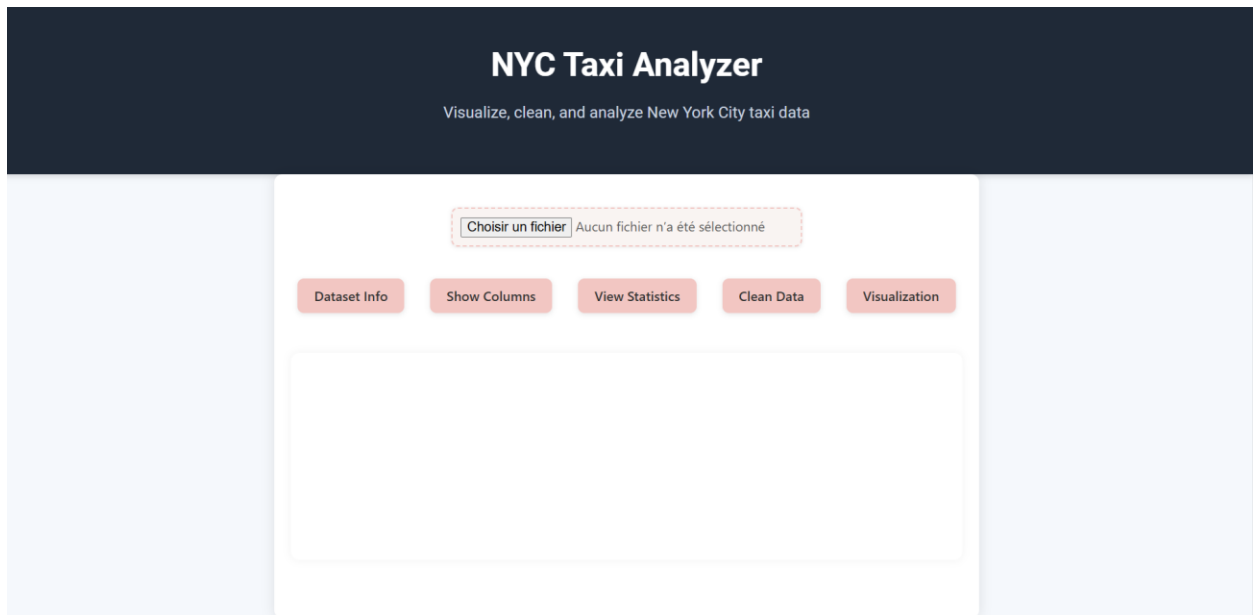 NYC Taxi Analyzer
Visualize, clean, and analyze New York City taxi data
Choisir un fichier Aucun fichier n'a été sélectionné
Dataset Info Show Columns View Statistics Clean Data Visualization